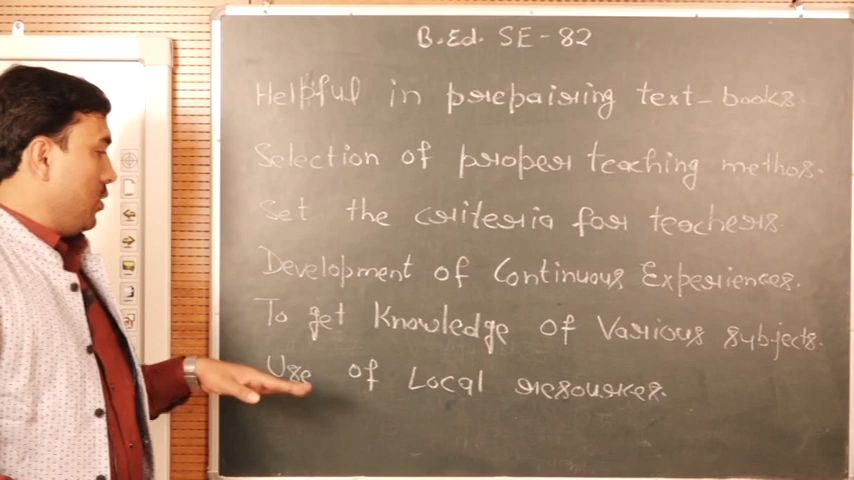 B.Ed. SE-82
Helpful in prepairing text-books.
Selection of proper teaching methos.
Set the criteria for teachers.
Development of Continuous Experiences.
To get Knowledge of Various subjects.
Use of Local resources.